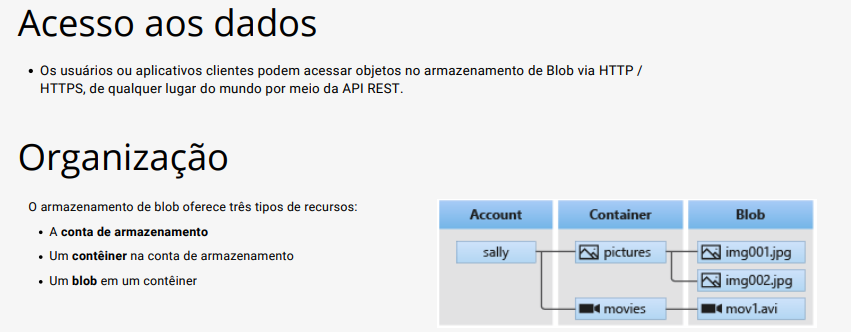 Acesso aos dados
• Os usuários ou aplicativos clientes podem acessar objetos no armazenamento de Blob via HTTP /
HTTPS, de qualquer lugar do mundo por meio da API REST.
Organização
O armazenamento de blob oferece três tipos de recursos:
• A conta de armazenamento
• Um contêiner na conta de armazenamento
• Um blob em um contêiner
Account Container Blob
sally pictures img001.jpg
img002.jpg
movies mov1.avi